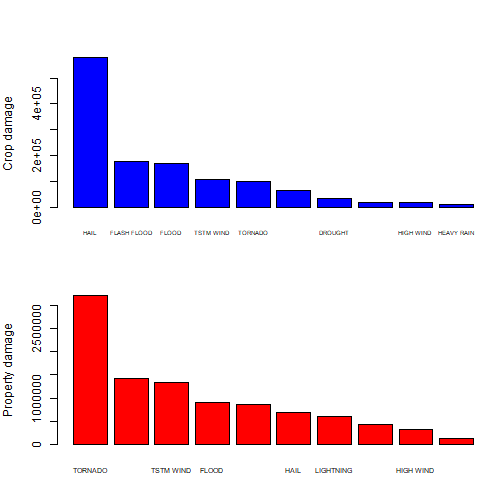 Crop damage
4e+05
2e+05
0e+00
HAIL FLASH FLOOD FLOOD TSTM WIND TORNADO DROUGHT HIGH WIND HEAVY RAIN
Property damage
2500000
1000000
0
TORNADO TSTM WIND FLOOD HAIL LIGHTNING HIGH WIND